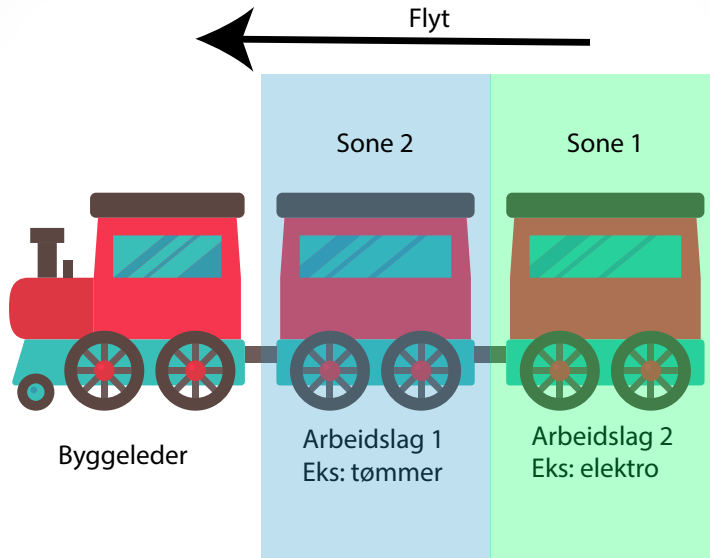 Flyt
Sone 2
Sone 1
Byggeleder
Arbeidslag 1
Eks: tømmer
Arbeidslag 2
Eks: elektro